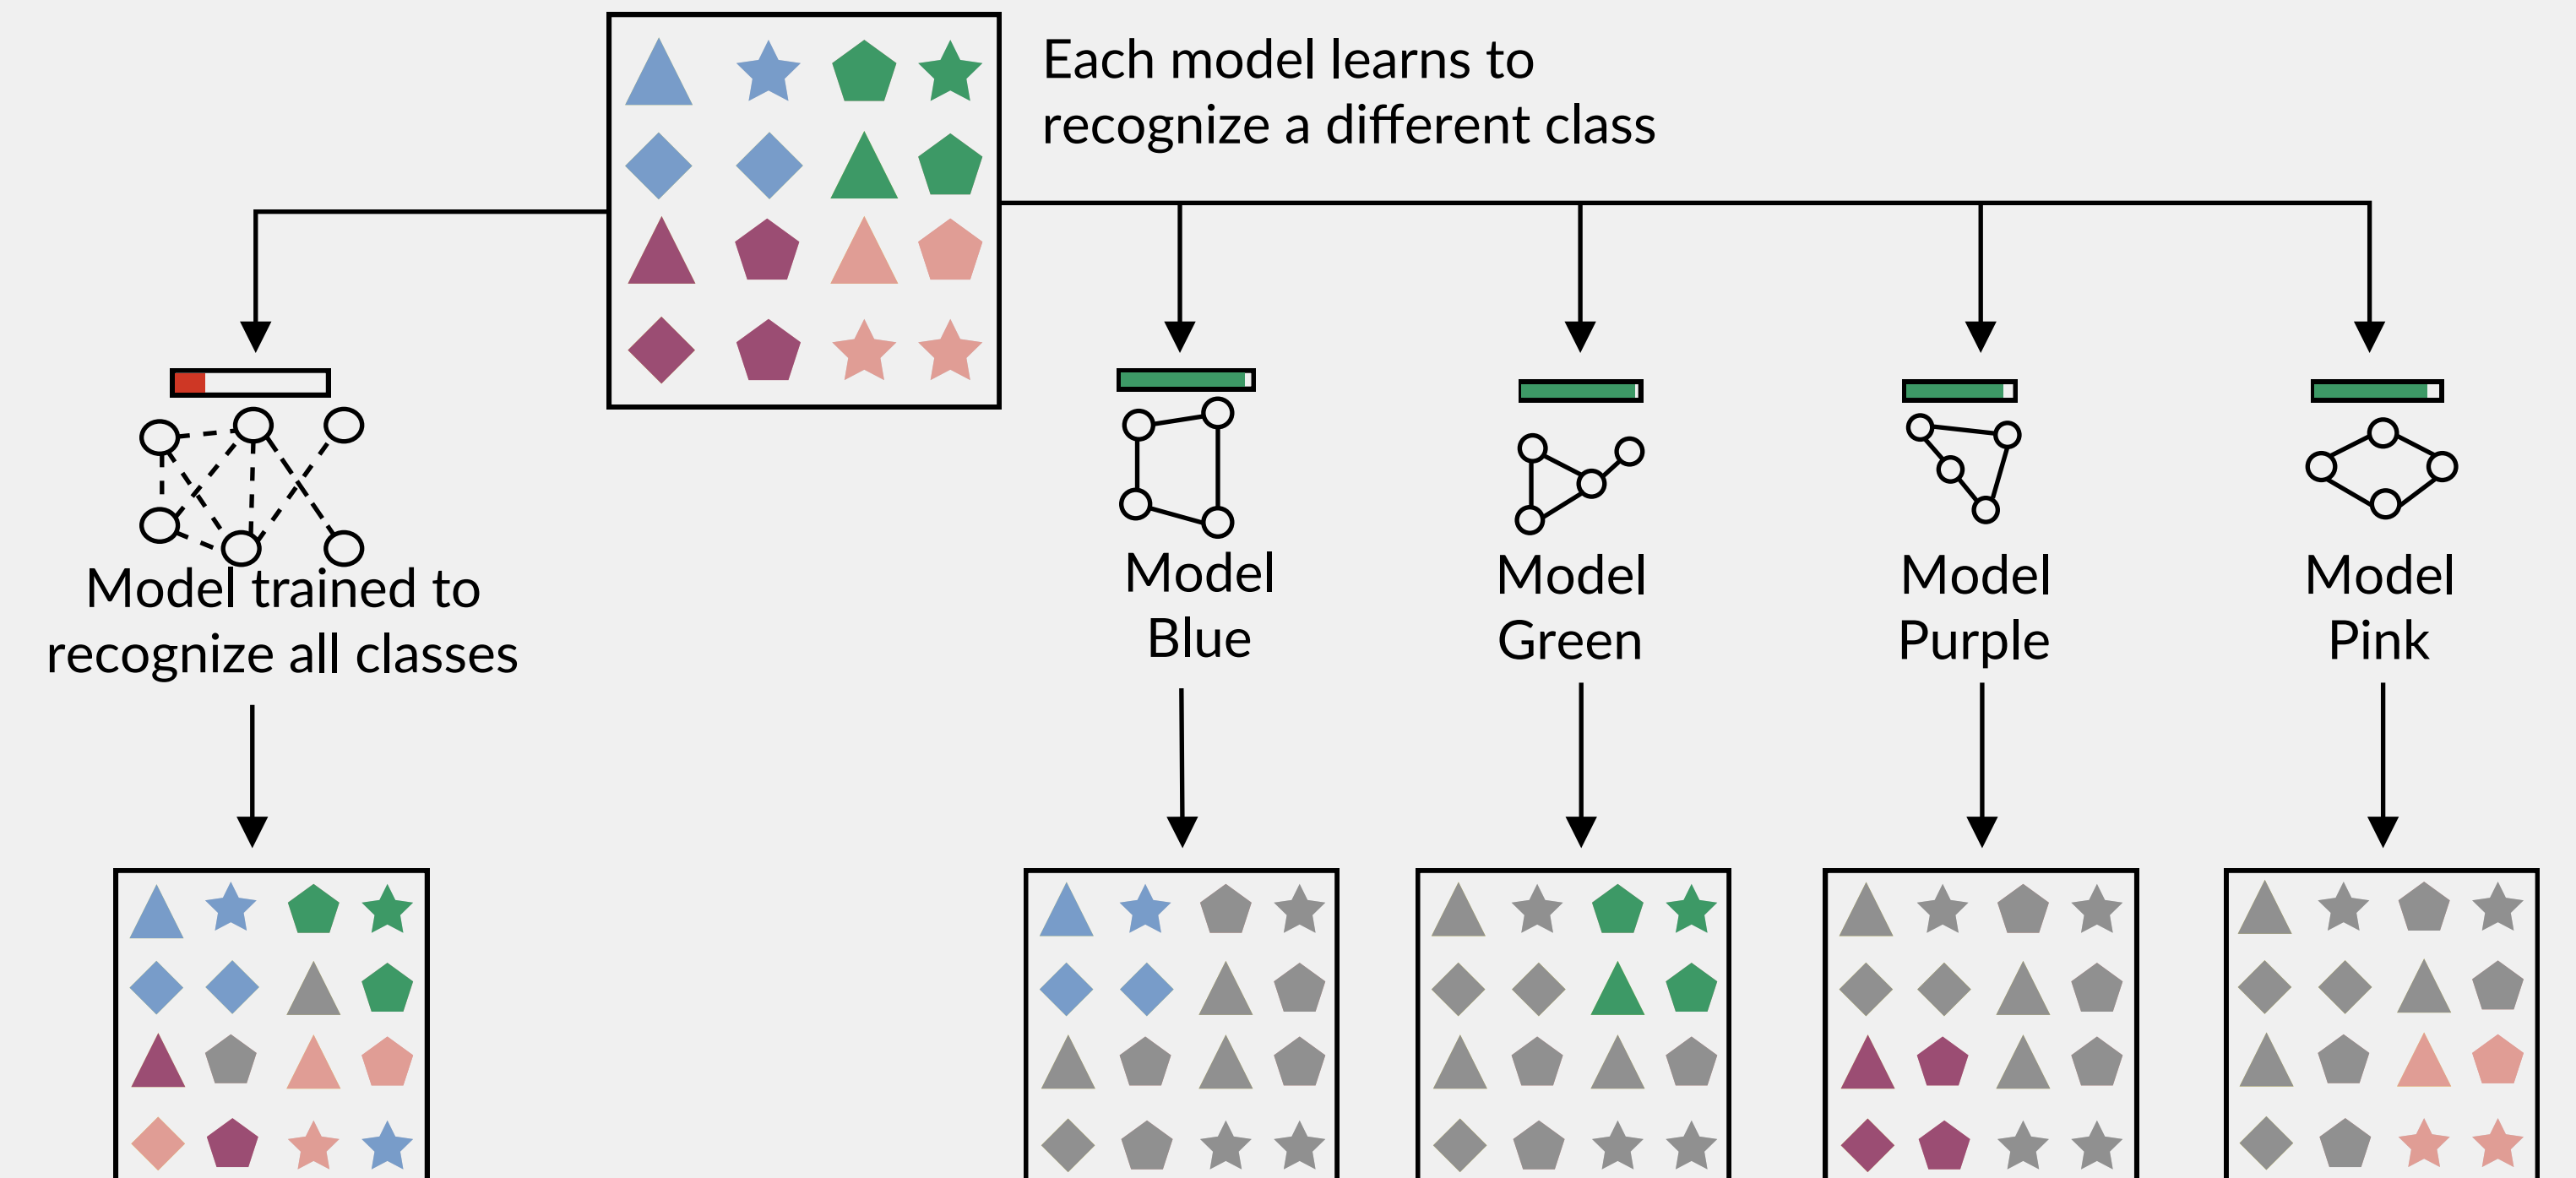 Each model learns to
recognize a different class
Model trained to
recognize all classes
Model
Blue
Model
Green
Model
Purple
Model
Pink